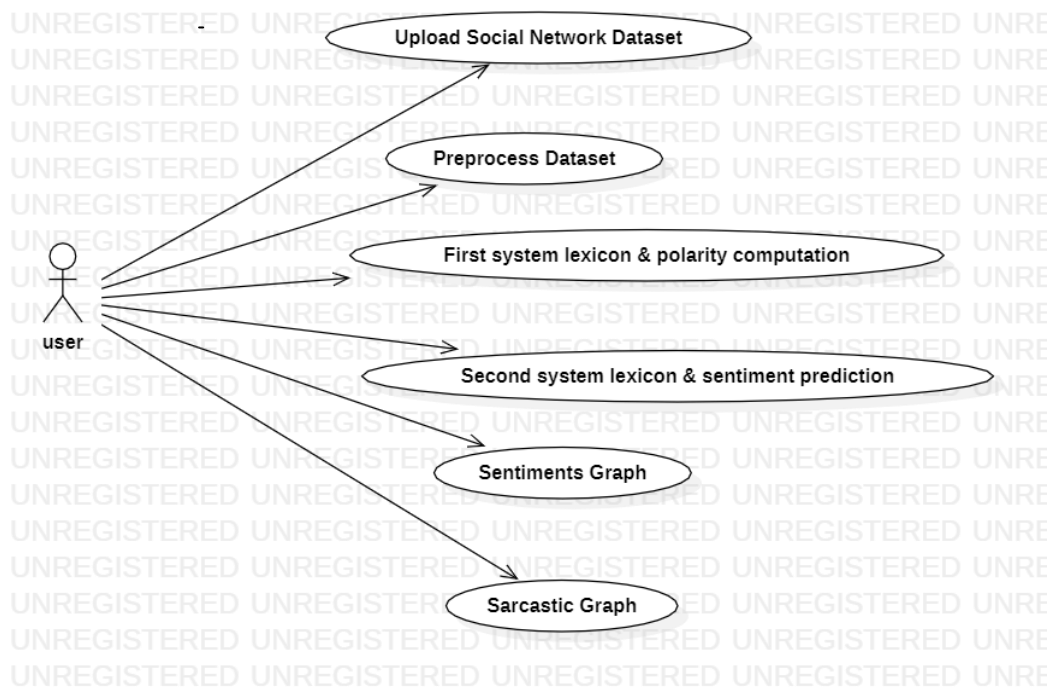 Upload Social Network Dataset
Preprocess Dataset
First system lexicon & polarity computation
user
Second system lexicon & sentiment prediction
Sentiments Graph
Sarcastic Graph
UNREGISTERED